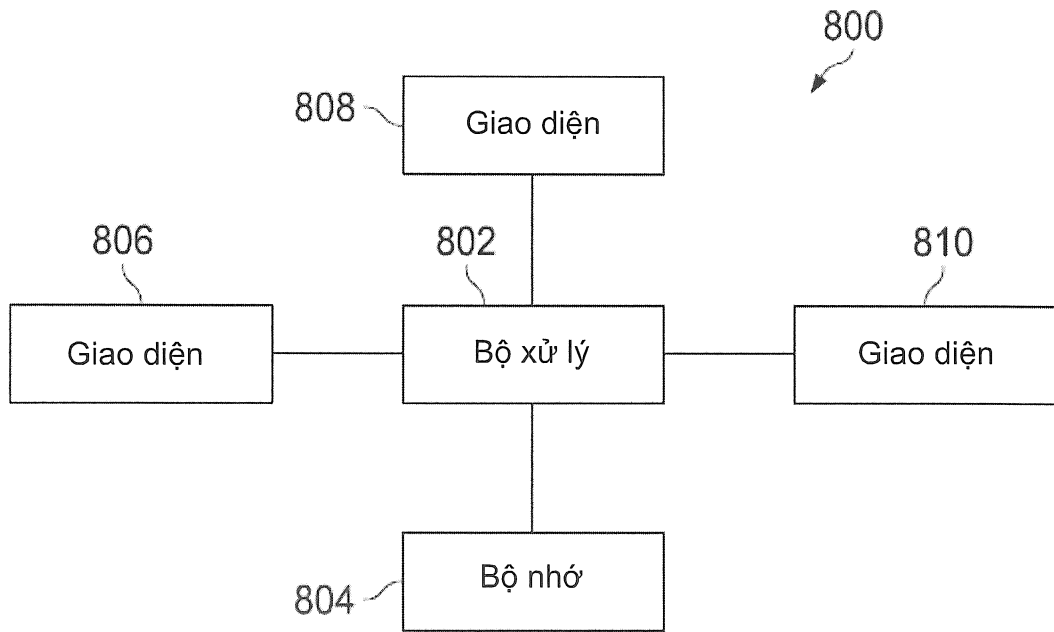 800
808
Giao diện
806
802
810
Giao diện
Bộ xử lý
Giao diện
Bộ nhớ
804